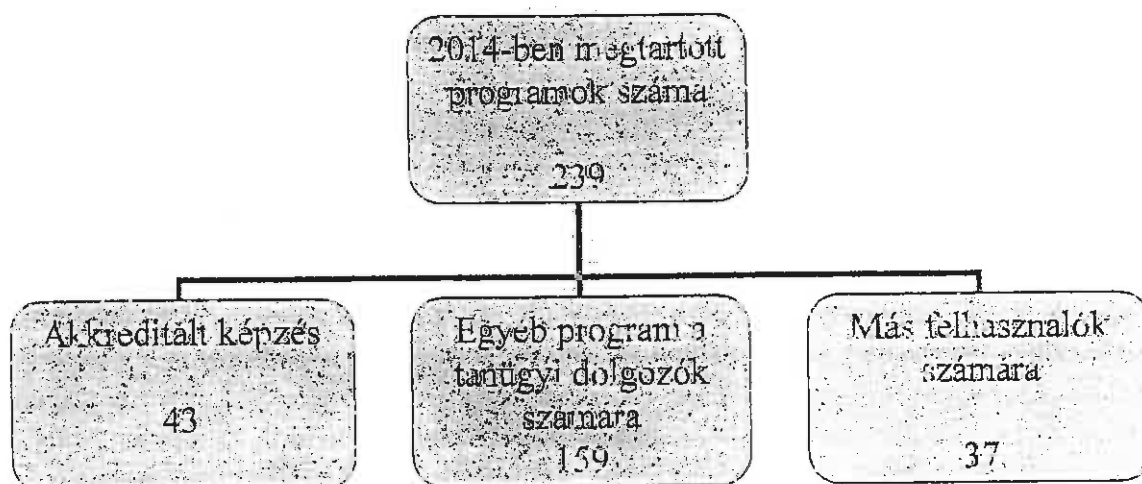 2014-ben megtartott
programok száma
239
Akkreditált képzés
43
Egyéb program a
tanügyi dolgozók
számára
159
Más felhasználók
számára
37